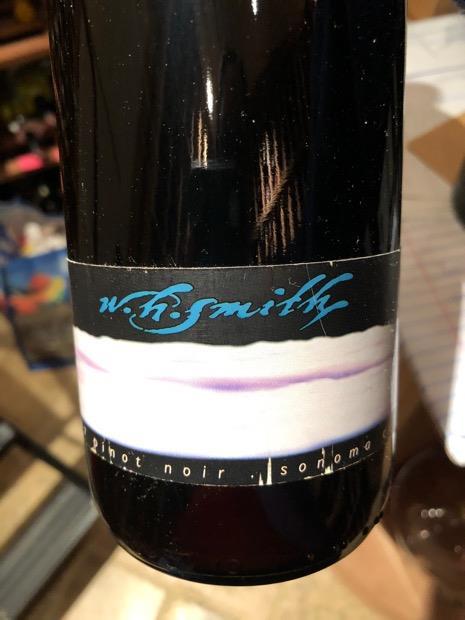 w.h.smith
pinot noir . sonoma